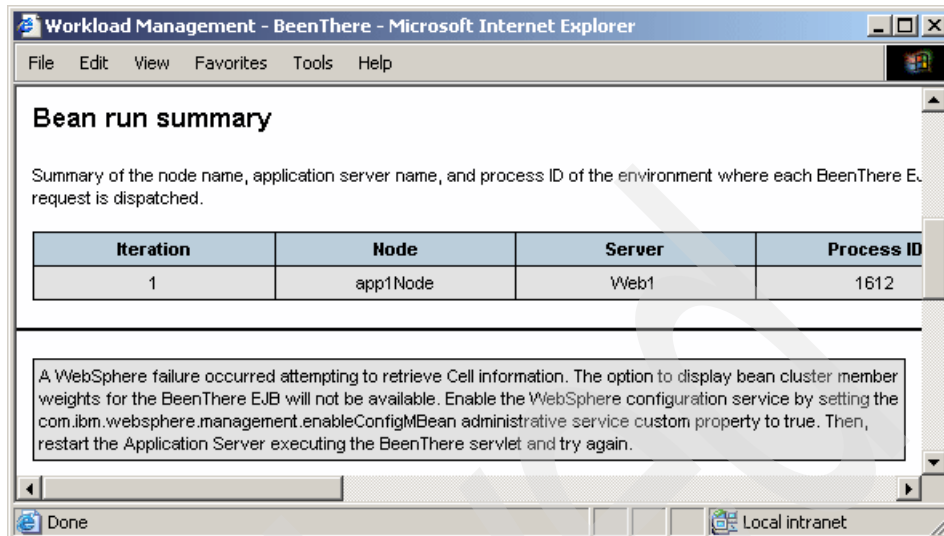 Workload Management - BeenThere - Microsoft Internet Explorer
File Edit View Favorites Tools Help
Bean run summary
Summary of the node name, application server name, and process ID of the environment where each BeenThere
request is dispatched.
Iteration Node Server Process ID
1 app1Node Web1 1612
A WebSphere failure occurred attempting to retrieve Cell information. The option to display bean cluster member
weights for the BeenThere EJB will not be available. Enable the WebSphere configuration service by setting the
com.ibm.websphere.management.enableConfigMBean administrative service custom property to true. Then,
restart the Application Server executing the BeenThere servlet and try again.
Done Local intranet